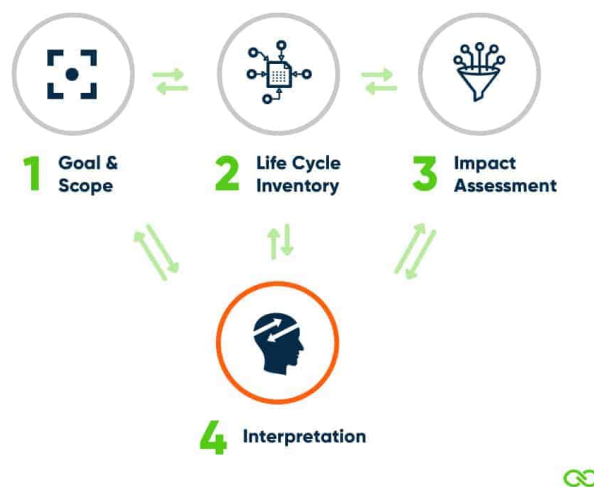 1 Goal &
Scope
2 Life Cycle
Inventory
3 Impact
Assessment
4 Interpretation